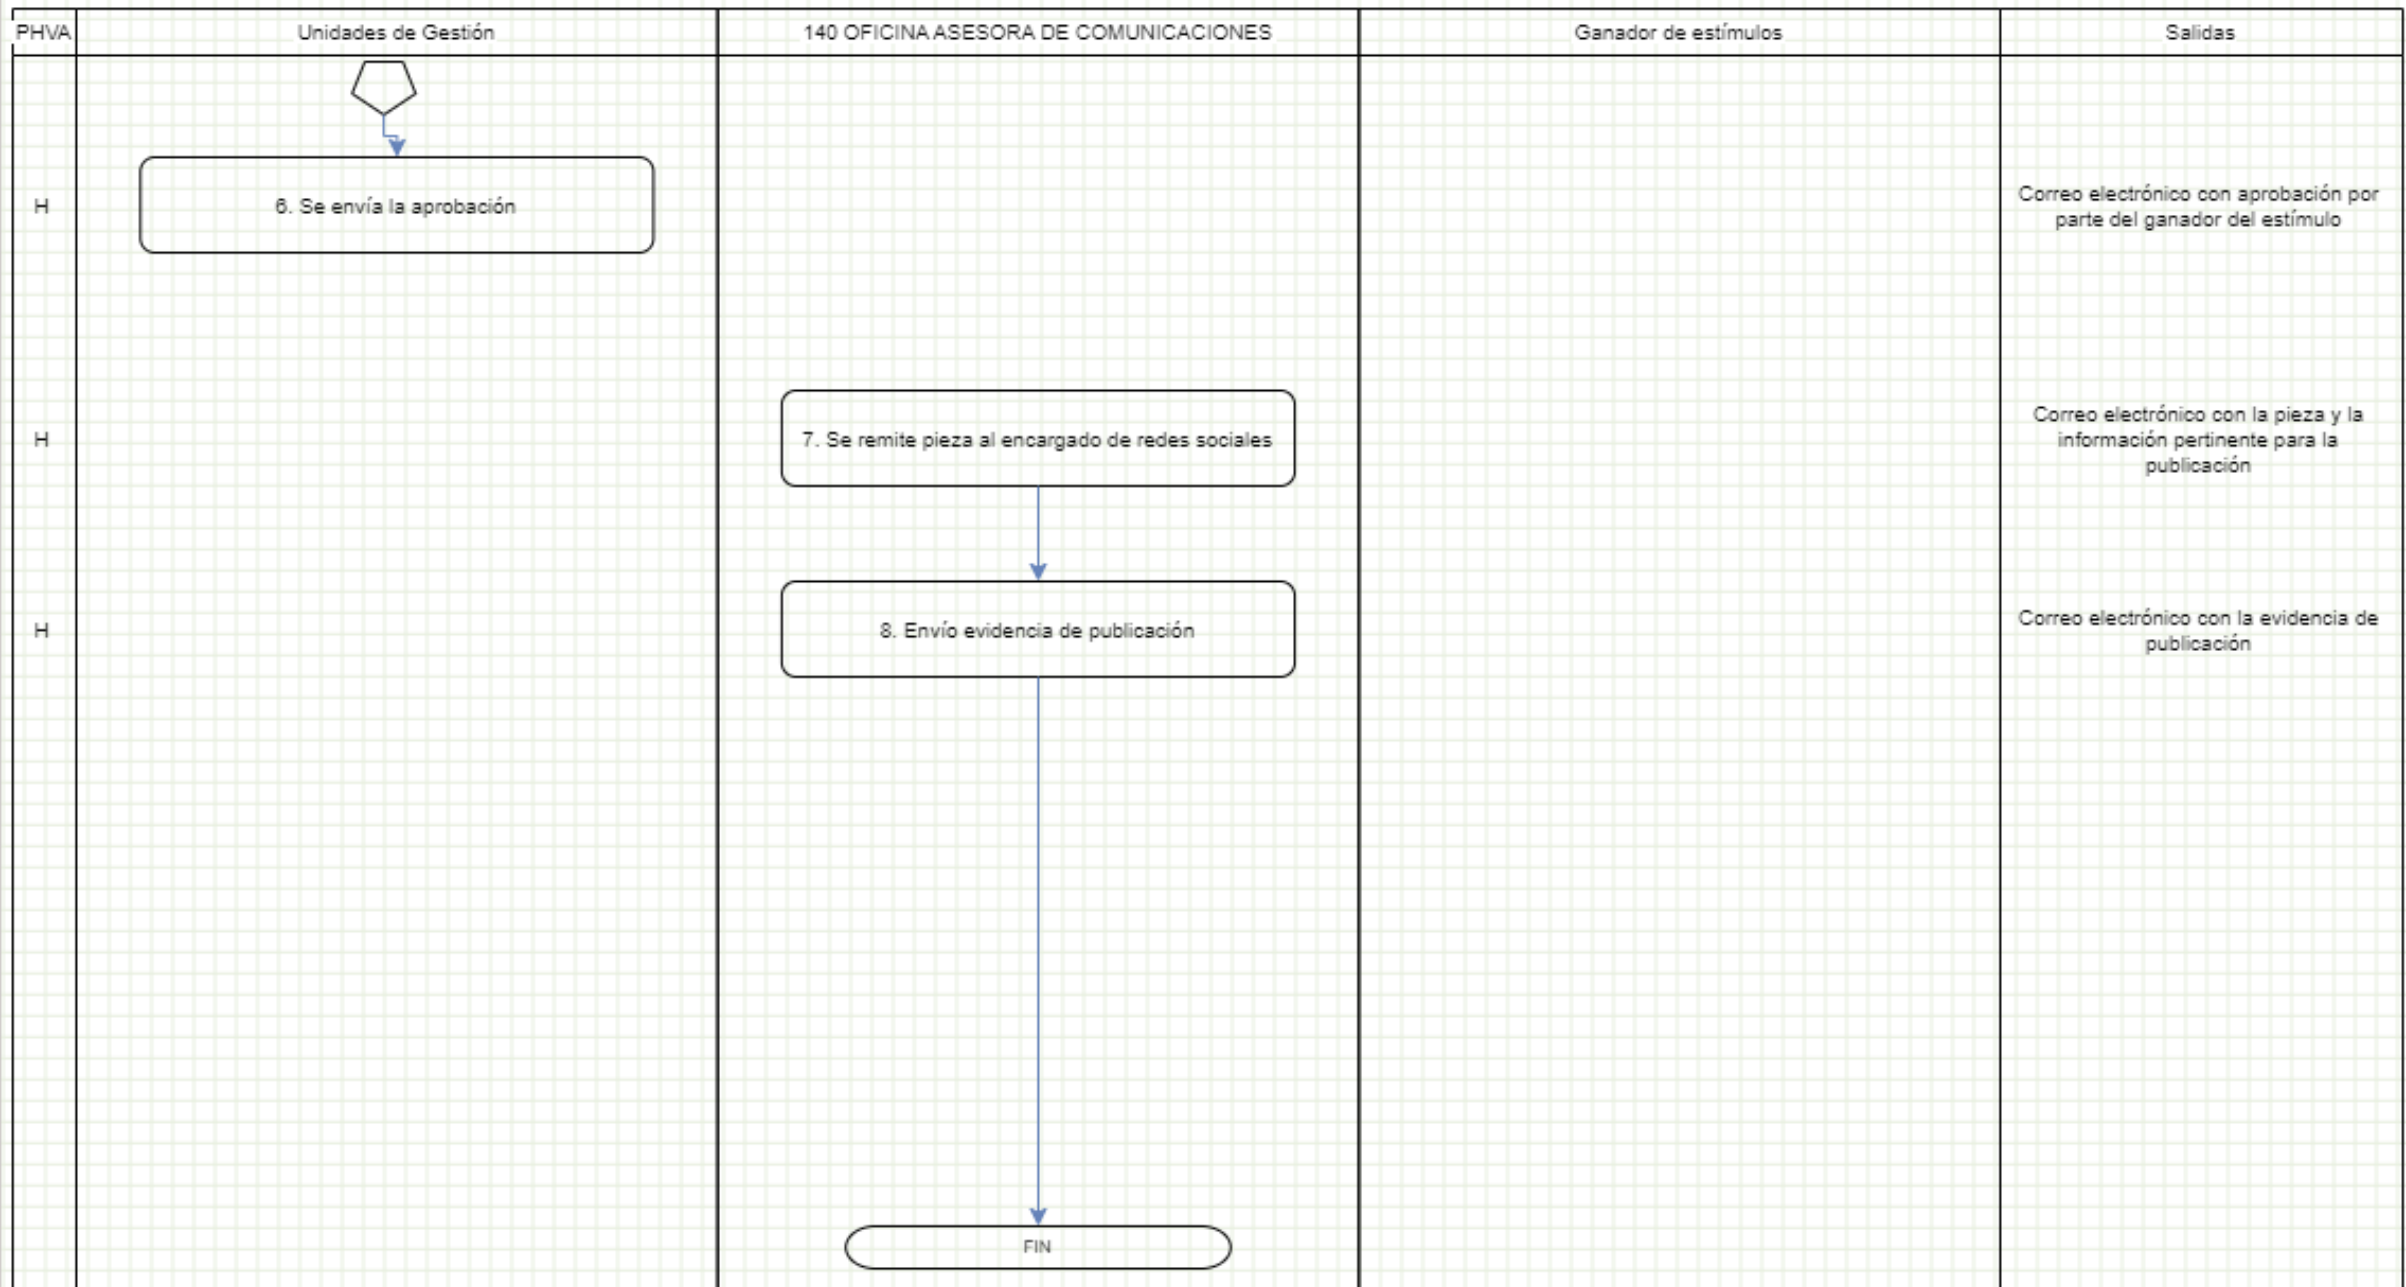 PHVA
Unidades de Gestión
140 OFICINA ASESORA DE COMUNICACIONES
Ganador de estímulos
Salidas
H
6. Se envía la aprobación
Correo electrónico con aprobación por
parte del ganador del estímulo
H
7. Se remite pieza al encargado de redes sociales
Correo electrónico con la pieza y la
información pertinente para la
publicación
H
8. Envío evidencia de publicación
Correo electrónico con la evidencia de
publicación
FIN